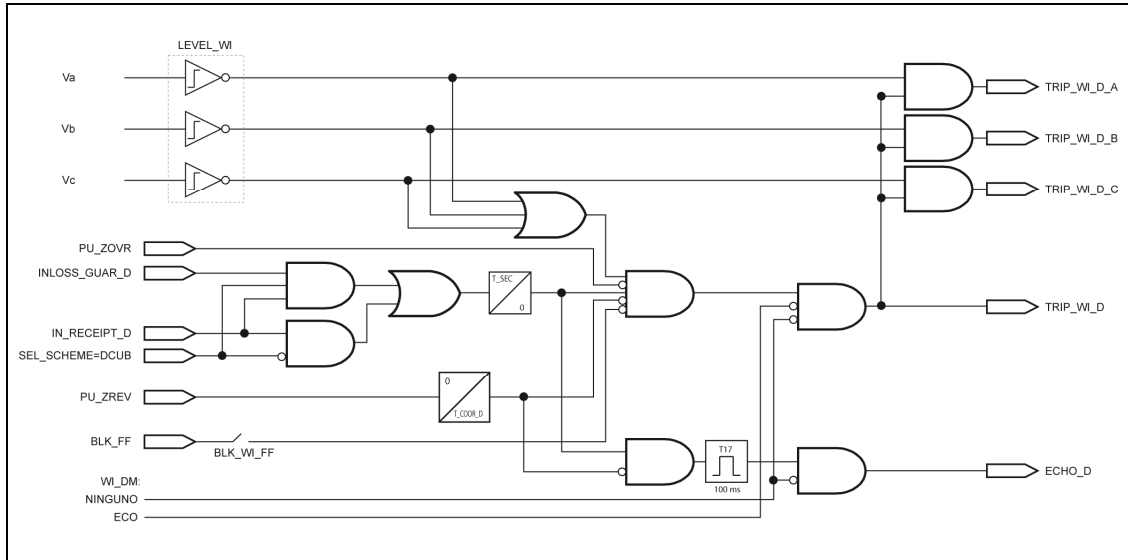 LEVEL_WI
Va
Vb
Vc
TRIP_WI_D_A
TRIP_WI_D_B
TRIP_WI_D_C
PU_ZOVR
INLOSS_GUAR_D
T_SEC
0
IN_RECEIPT_D
SEL_SCHEME=DCUB
TRIP_WI_D
PU_ZREV
0
T_COOR_D
BLK_FF
BLK_WI_FF
T17
100 ms
ECHO_D
WI_DM:
NINGUNO
ECO